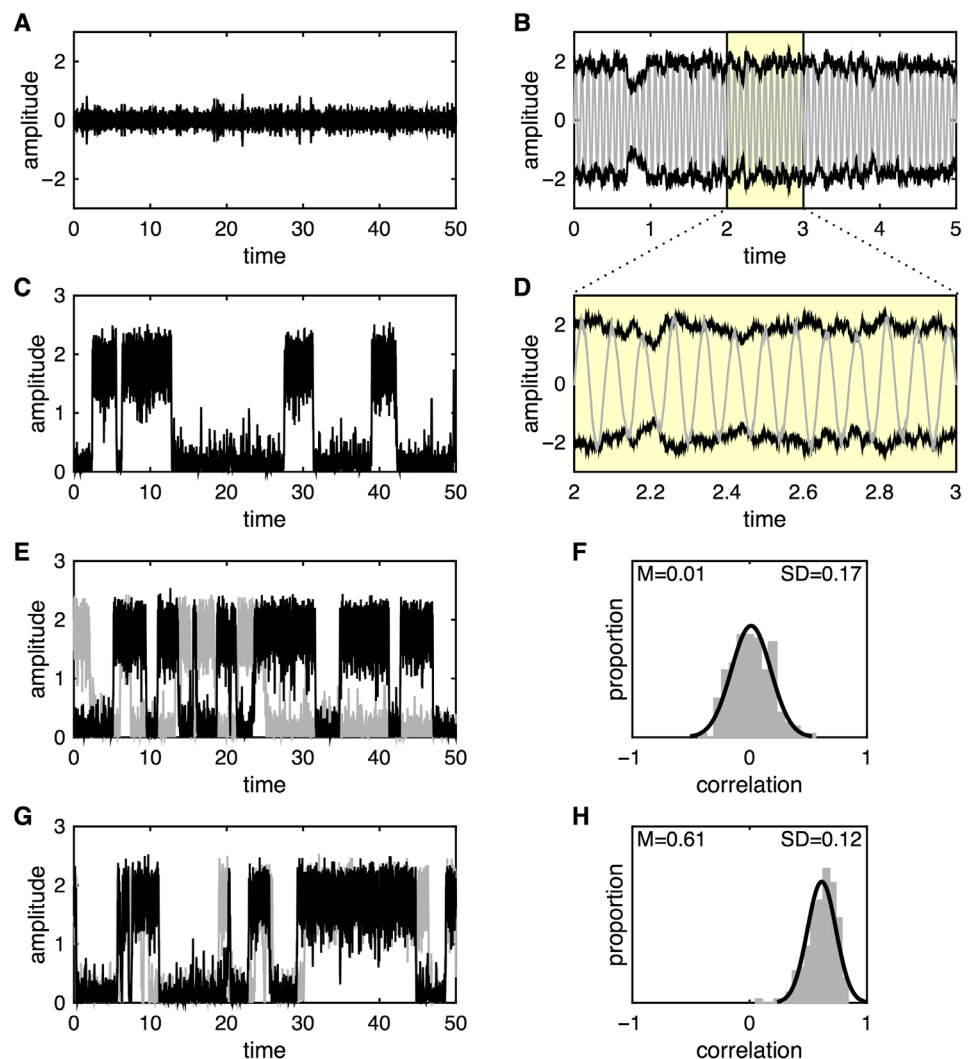 A
2
0
−2
amplitude
0 10 20 30 40 50
time
B
2
0
−2
amplitude
0 1 2 3 4 5
time
C
3
2
1
0
amplitude
0 10 20 30 40 50
time
D
2
0
−2
amplitude
2 2.2 2.4 2.6 2.8 3
time
E
3
2
1
0
amplitude
0 10 20 30 40 50
time
F
M=0.01 SD=0.17
proportion
−1 0 1
correlation
G
3
2
1
0
amplitude
0 10 20 30 40 50
time
H
M=0.61 SD=0.12
proportion
−1 0 1
correlation